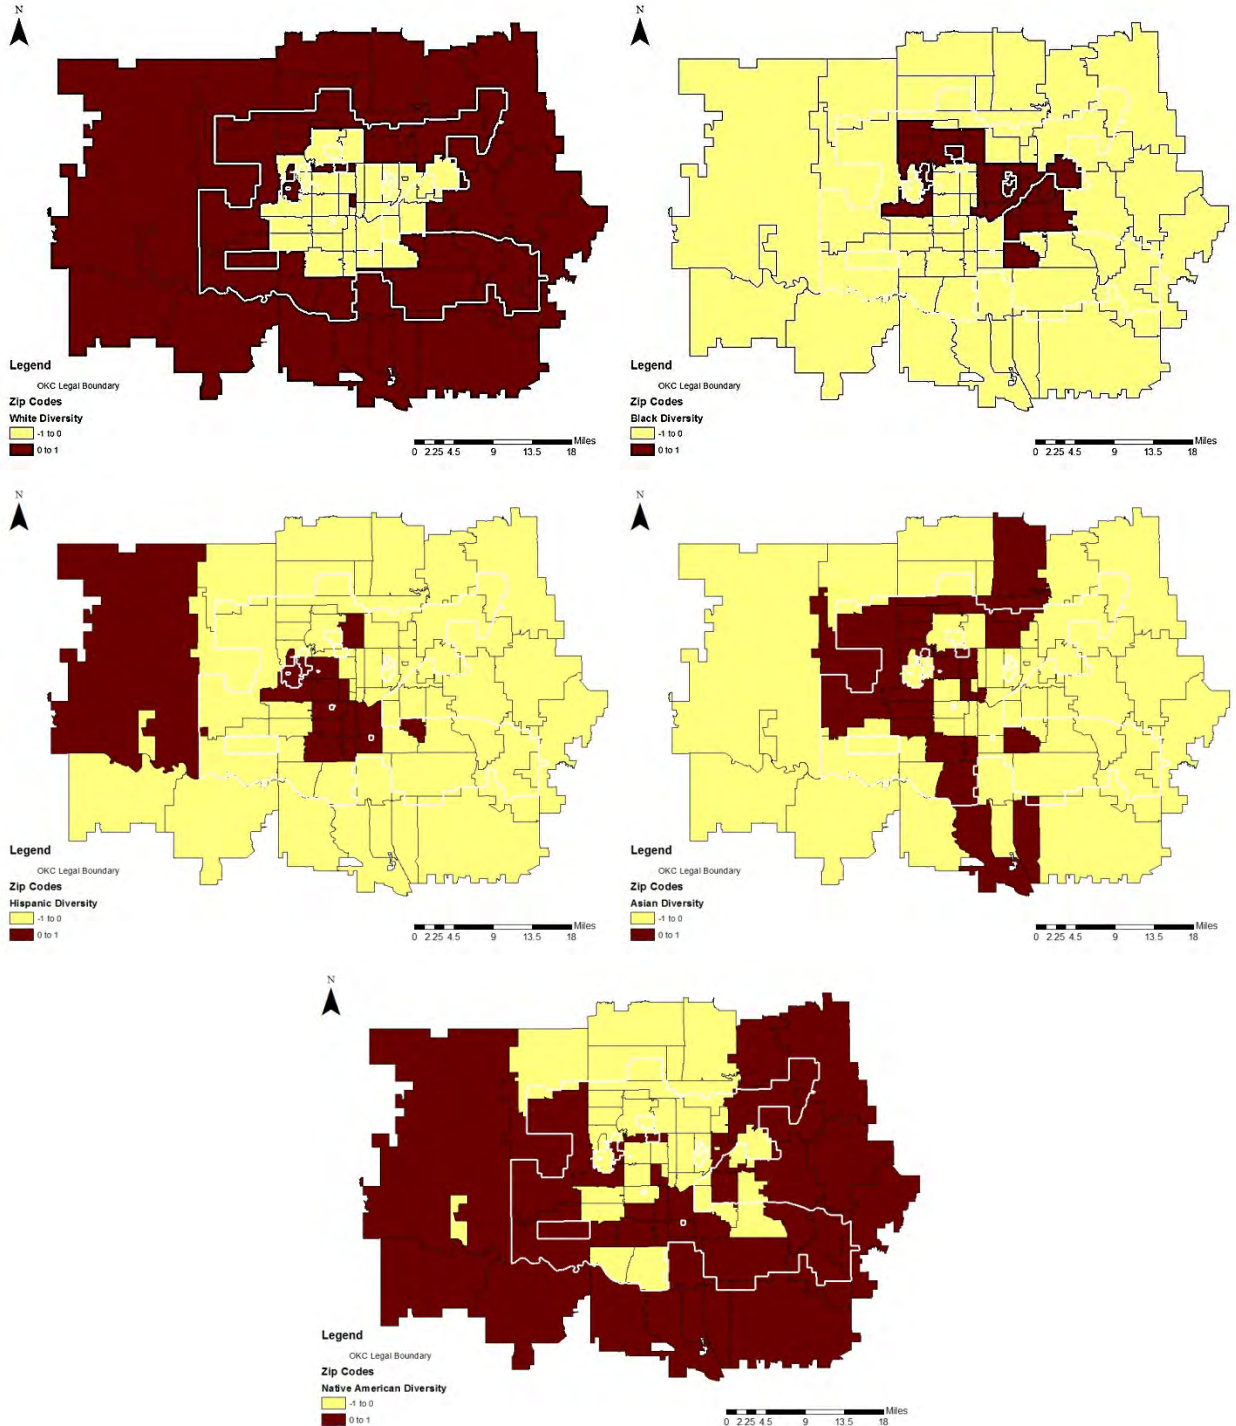 N
Legend
OKC Legal Boundary
Zip Codes
White Diversity
-1 to 0
0 to 1
Miles
0 2.25 4.5 9 13.5 18
N
Legend
OKC Legal Boundary
Zip Codes
Black Diversity
-1 to 0
0 to 1
Miles
0 2.25 4.5 9 13.5 18
N
Legend
OKC Legal Boundary
Zip Codes
Hispanic Diversity
-1 to 0
0 to 1
Miles
0 2.25 4.5 9 13.5 18
N
Legend
OKC Legal Boundary
Zip Codes
Asian Diversity
-1 to 0
0 to 1
Miles
0 2.25 4.5 9 13.5 18
N
Legend
OKC Legal Boundary
Zip Codes
Native American Diversity
-1 to 0
0 to 1
Miles
0 2.25 4.5 9 13.5 18